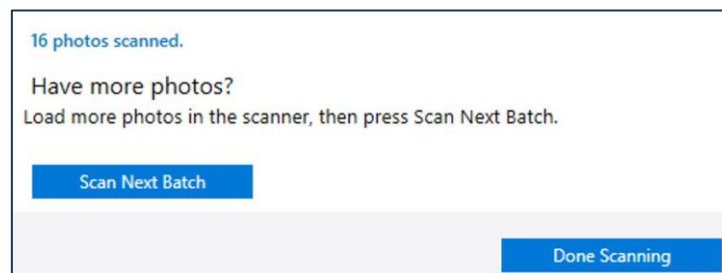 16 photos scanned.
Have more photos?
Load more photos in the scanner, then press Scan Next Batch.
Scan Next Batch
Done Scanning